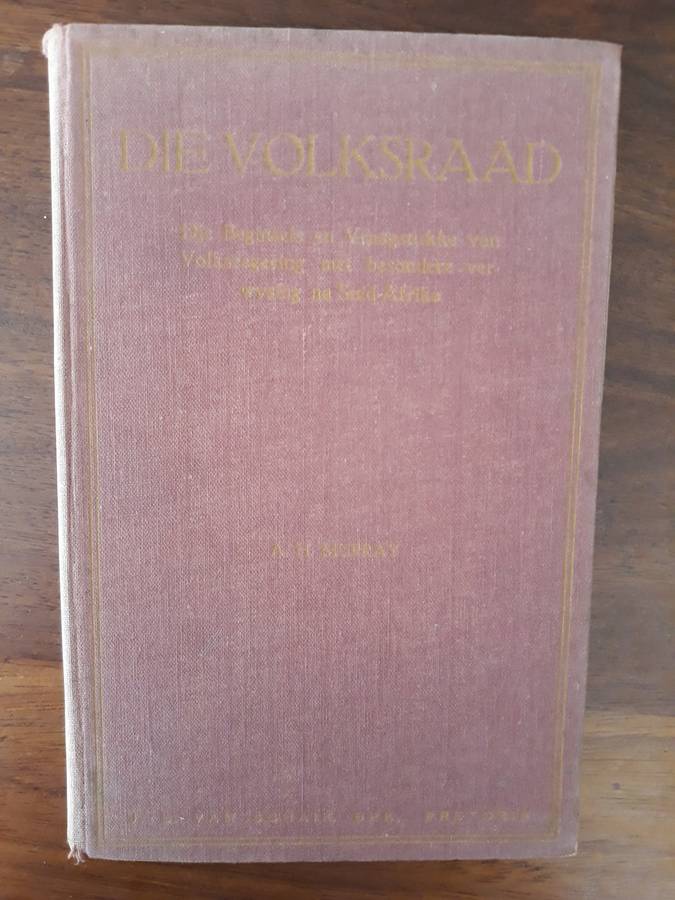 DIE VOLKSRAAD
Die Beginsels en Vraagstukke van
Volksregering met besondere ver-
wysing na Suid-Afrika
A. H. MURRAY
J. L. VAN SCHAIK BPK. PRETORIA